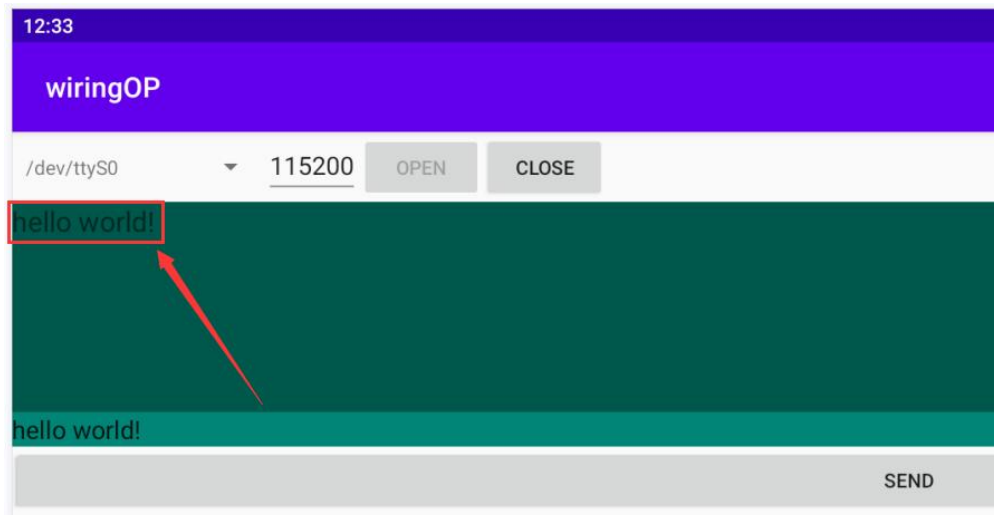 12:33
wiringOP
/dev/ttyS0 115200 OPEN CLOSE
hello world!
hello world!
SEND